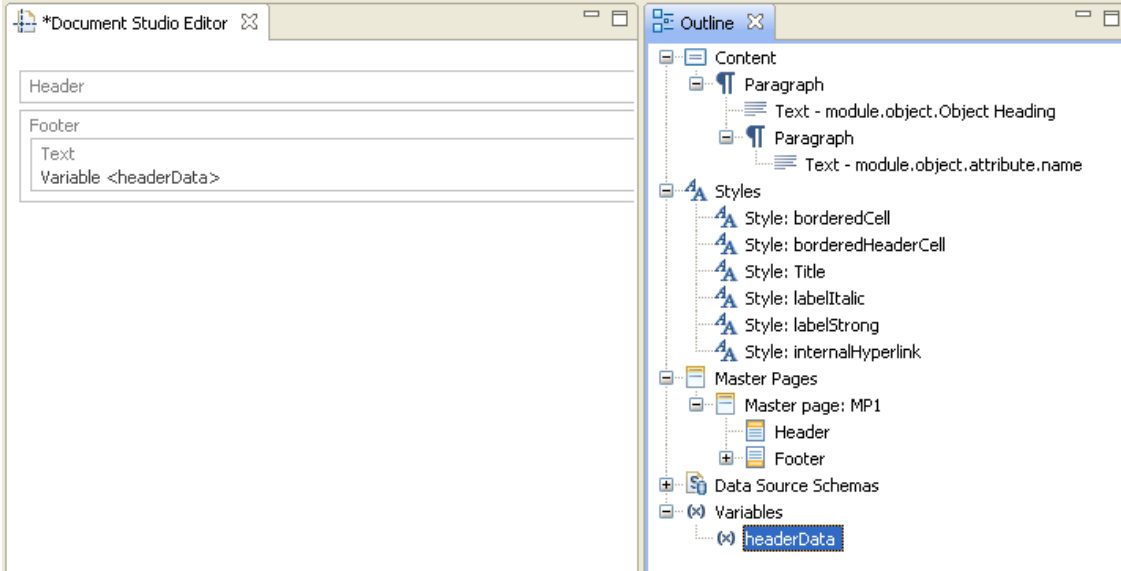 *Document Studio Editor
Header
Footer
Text
Variable <headerData>
Outline
Content
Paragraph
Text - module.object.Object Heading
Paragraph
Text - module.object.attribute.name
Styles
Style: borderedCell
Style: borderedHeaderCell
Style: Title
Style: labelItalic
Style: labelStrong
Style: internalHyperlink
Master Pages
Master page: MP1
Header
Footer
Data Source Schemas
Variables
headerData